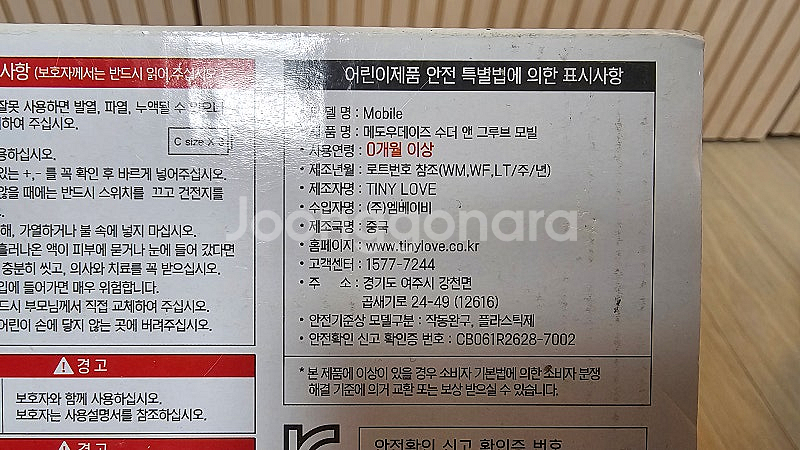 사항 (보호자께서는 반드시 읽어 주십시오
잘못 사용하면 발열, 파열, 누액될 수 있으니
하여 주십시오.
C size X 3
용하십시오.
있는 +,- 를 꼭 확인 후 바르게 넣어주십시오.
않을 때에는 반드시 스위치를 끄고 건전지를
해, 가열하거나 불 속에 넣지 마십시오.
흘러나온 액이 피부에 묻거나 눈에 들어 갔다면
충분히 씻고, 의사와 치료를 꼭 받으십시오.
입에 들어가면 매우 위험합니다.
드시 부모님께서 직접 교체하여 주십시오.
어린이 손에 닿지 않는 곳에 버려주십시오.
경고
보호자와 함께 사용하십시오.
보호자는 사용설명서를 참조하십시오.
경고
어린이제품 안전 특별법에 의한 표시사항
델 명 : Mobile
품 명 : 메도우데이즈 수더 앤 그루브 모빌
• 사용연령 : 0개월 이상
• 제조년월 : 로트번호 참조(WM,WF,LT/주/년)
• 제조자명 : TINY LOVE
• 수입자명 : (주)엠베이비
• 제조국명 : 중국
• 홈페이지 : www.tinylove.co.kr
• 고객센터 : 1577-7244
• 주 소 : 경기도 여주시 강천면
곱새기로 24-49 (12616)
• 안전기준상 모델구분 : 작동완구, 플라스틱제
• 안전확인 신고 확인증 번호 : CB061R2628-7002
* 본 제품에 이상이 있을 경우 소비자 기본법에 의한 소비자 분쟁
해결 기준에 의거 교환 또는 보상 받으실 수 있습니다.
안전확인 신고 확인증 번호
Joonggonara